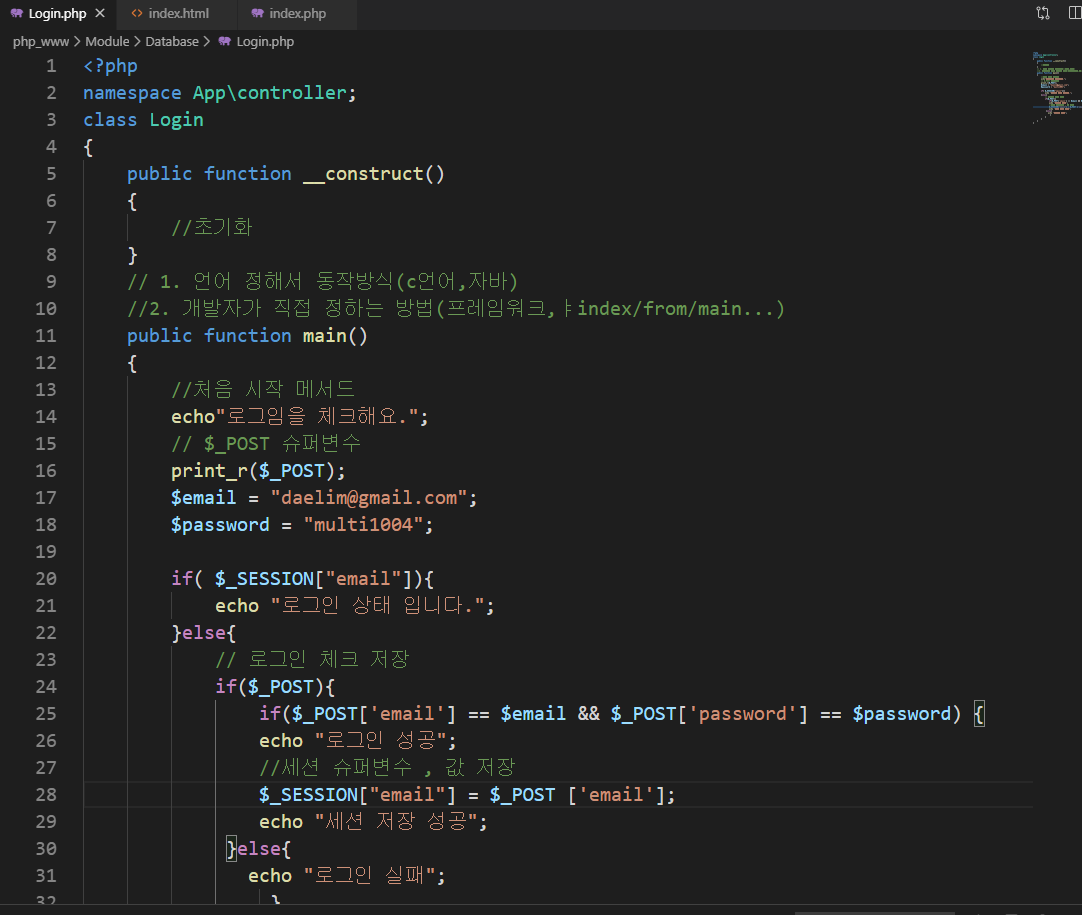 Login.php index.html index.php
php_www > Module > Database > Login.php
1 <?php
2 namespace App\controller;
3 class Login
4 {
5 public function __construct()
6 {
7 //초기화
8 }
9 // 1. 언어 정해서 동작방식(c언어,자바)
10 //2. 개발자가 직접 정하는 방법(프레임워크,ㅑindex/from/main...)
11 public function main()
12 {
13 //처음 시작 메서드
14 echo"로그임을 체크해요.";
15 // $_POST 슈퍼변수
16 print_r($_POST);
17 $email = "daelim@gmail.com";
18 $password = "multi1004";
19
20 if( $_SESSION["email"]){
21 echo "로그인 상태 입니다.";
22 }else{
23 // 로그인 체크 저장
24 if($_POST){
25 if($_POST['email'] == $email && $_POST['password'] == $password) {
26 echo "로그인 성공";
27 //세션 슈퍼변수 , 값 저장
28 $_SESSION["email"] = $_POST ['email'];
29 echo "세션 저장 성공";
30 }else{
31 echo "로그인 실패";
32 }